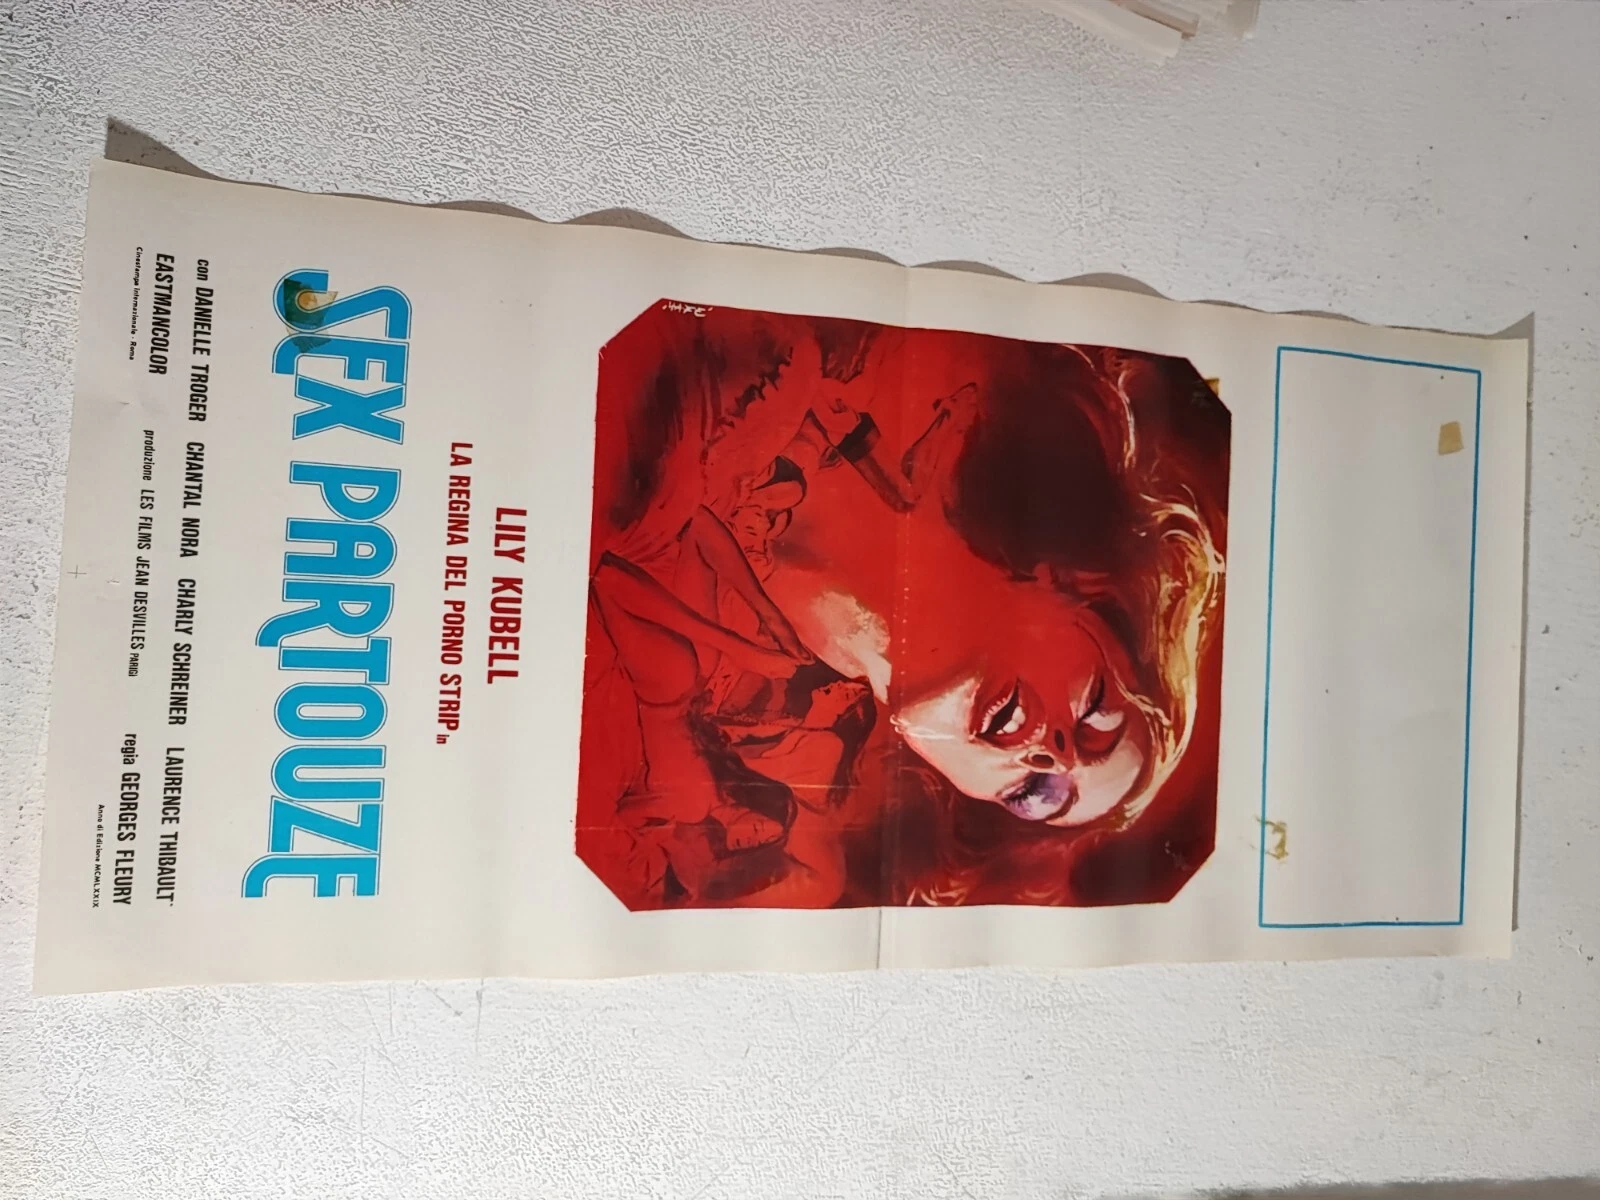 LILY KUBELL
LA REGINA DEL PORNO STRIP in
SEX PARTOUZE
con DANIELLE TROGER CHANTAL NORA CHARLY SCHREINER LAURENCE THIBAULT
EASTMANCOLOR produzione LES FILMS JEAN DESVILLES PARIGI regia GEORGES FLEURY
Cinestampa Internazionale - Roma Anno di Edizione MCMLXXIX